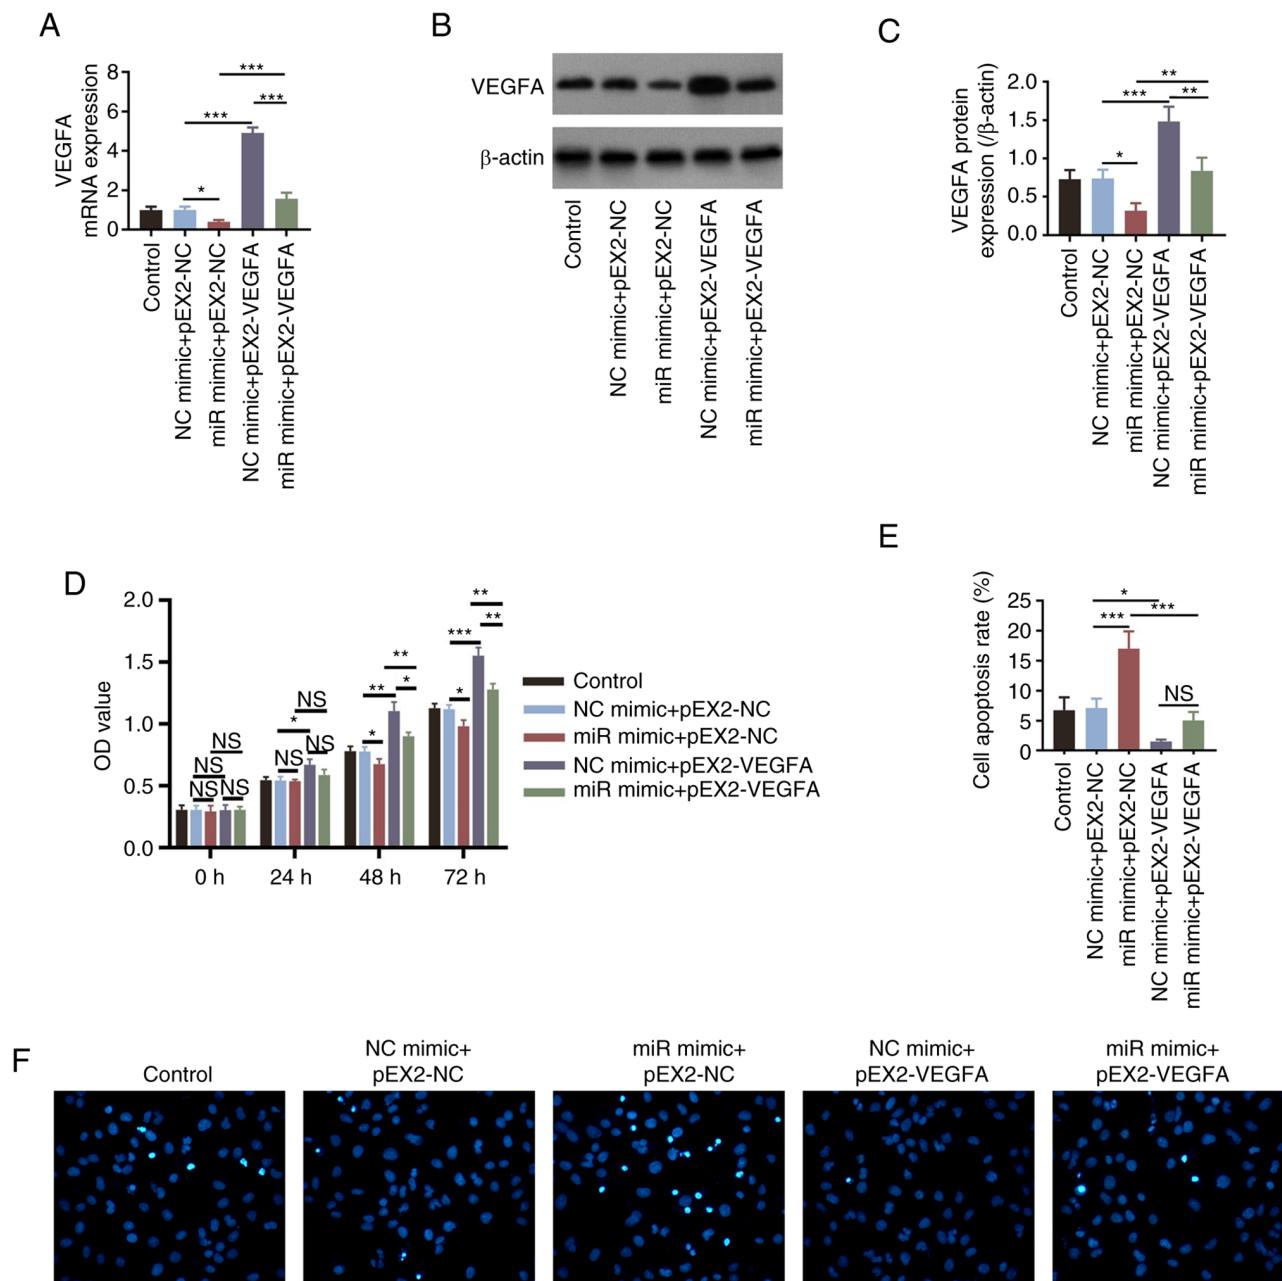 A
VEGFA
mRNA expression
8
6
4
2
0
***
***
***
*
Control
NC mimic+pEX2-NC
miR mimic+pEX2-NC
NC mimic+pEX2-VEGFA
miR mimic+pEX2-VEGFA
B
VEGFA
β-actin
Control
NC mimic+pEX2-NC
miR mimic+pEX2-NC
NC mimic+pEX2-VEGFA
miR mimic+pEX2-VEGFA
C
VEGFA protein
expression (/β-actin)
2.0
1.5
1.0
0.5
0.0
**
***
**
*
Control
NC mimic+pEX2-NC
miR mimic+pEX2-NC
NC mimic+pEX2-VEGFA
miR mimic+pEX2-VEGFA
D
OD value
2.0
1.5
1.0
0.5
0.0
NS
NS
NS
NS
NS
*
NS
NS
**
**
*
*
**
**
***
*
0 h
24 h
48 h
72 h
Control
NC mimic+pEX2-NC
miR mimic+pEX2-NC
NC mimic+pEX2-VEGFA
miR mimic+pEX2-VEGFA
E
Cell apoptosis rate (%)
25
20
15
10
5
0
*
***
***
NS
Control
NC mimic+pEX2-NC
miR mimic+pEX2-NC
NC mimic+pEX2-VEGFA
miR mimic+pEX2-VEGFA
F
Control
NC mimic+
pEX2-NC
miR mimic+
pEX2-NC
NC mimic+
pEX2-VEGFA
miR mimic+
pEX2-VEGFA